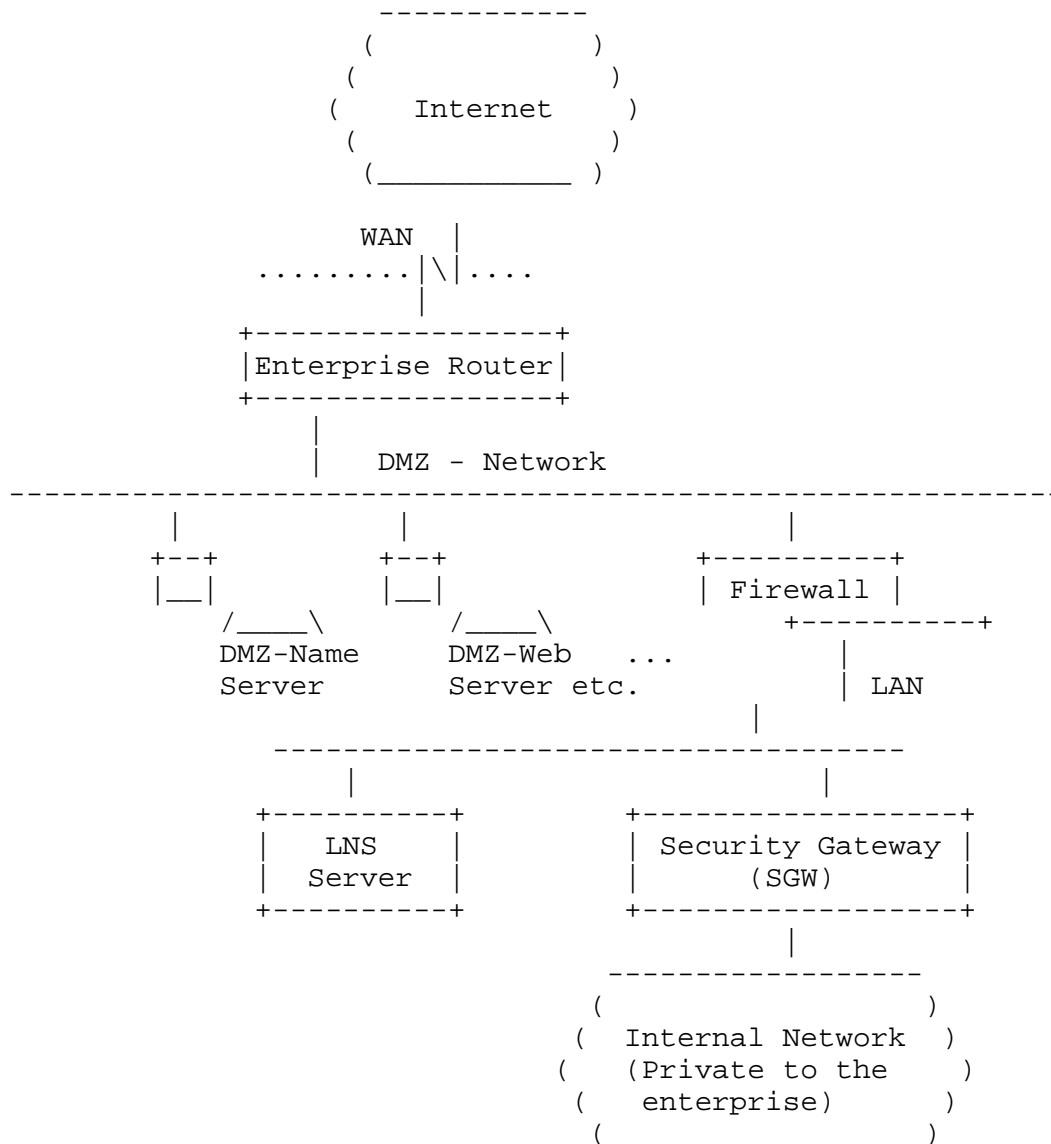 Internet
WAN
Enterprise Router
DMZ - Network
Firewall
DMZ-Name DMZ-Web ...
Server Server etc. LAN
LNS Security Gateway
Server (SGW)
Internal Network
(Private to the
enterprise)